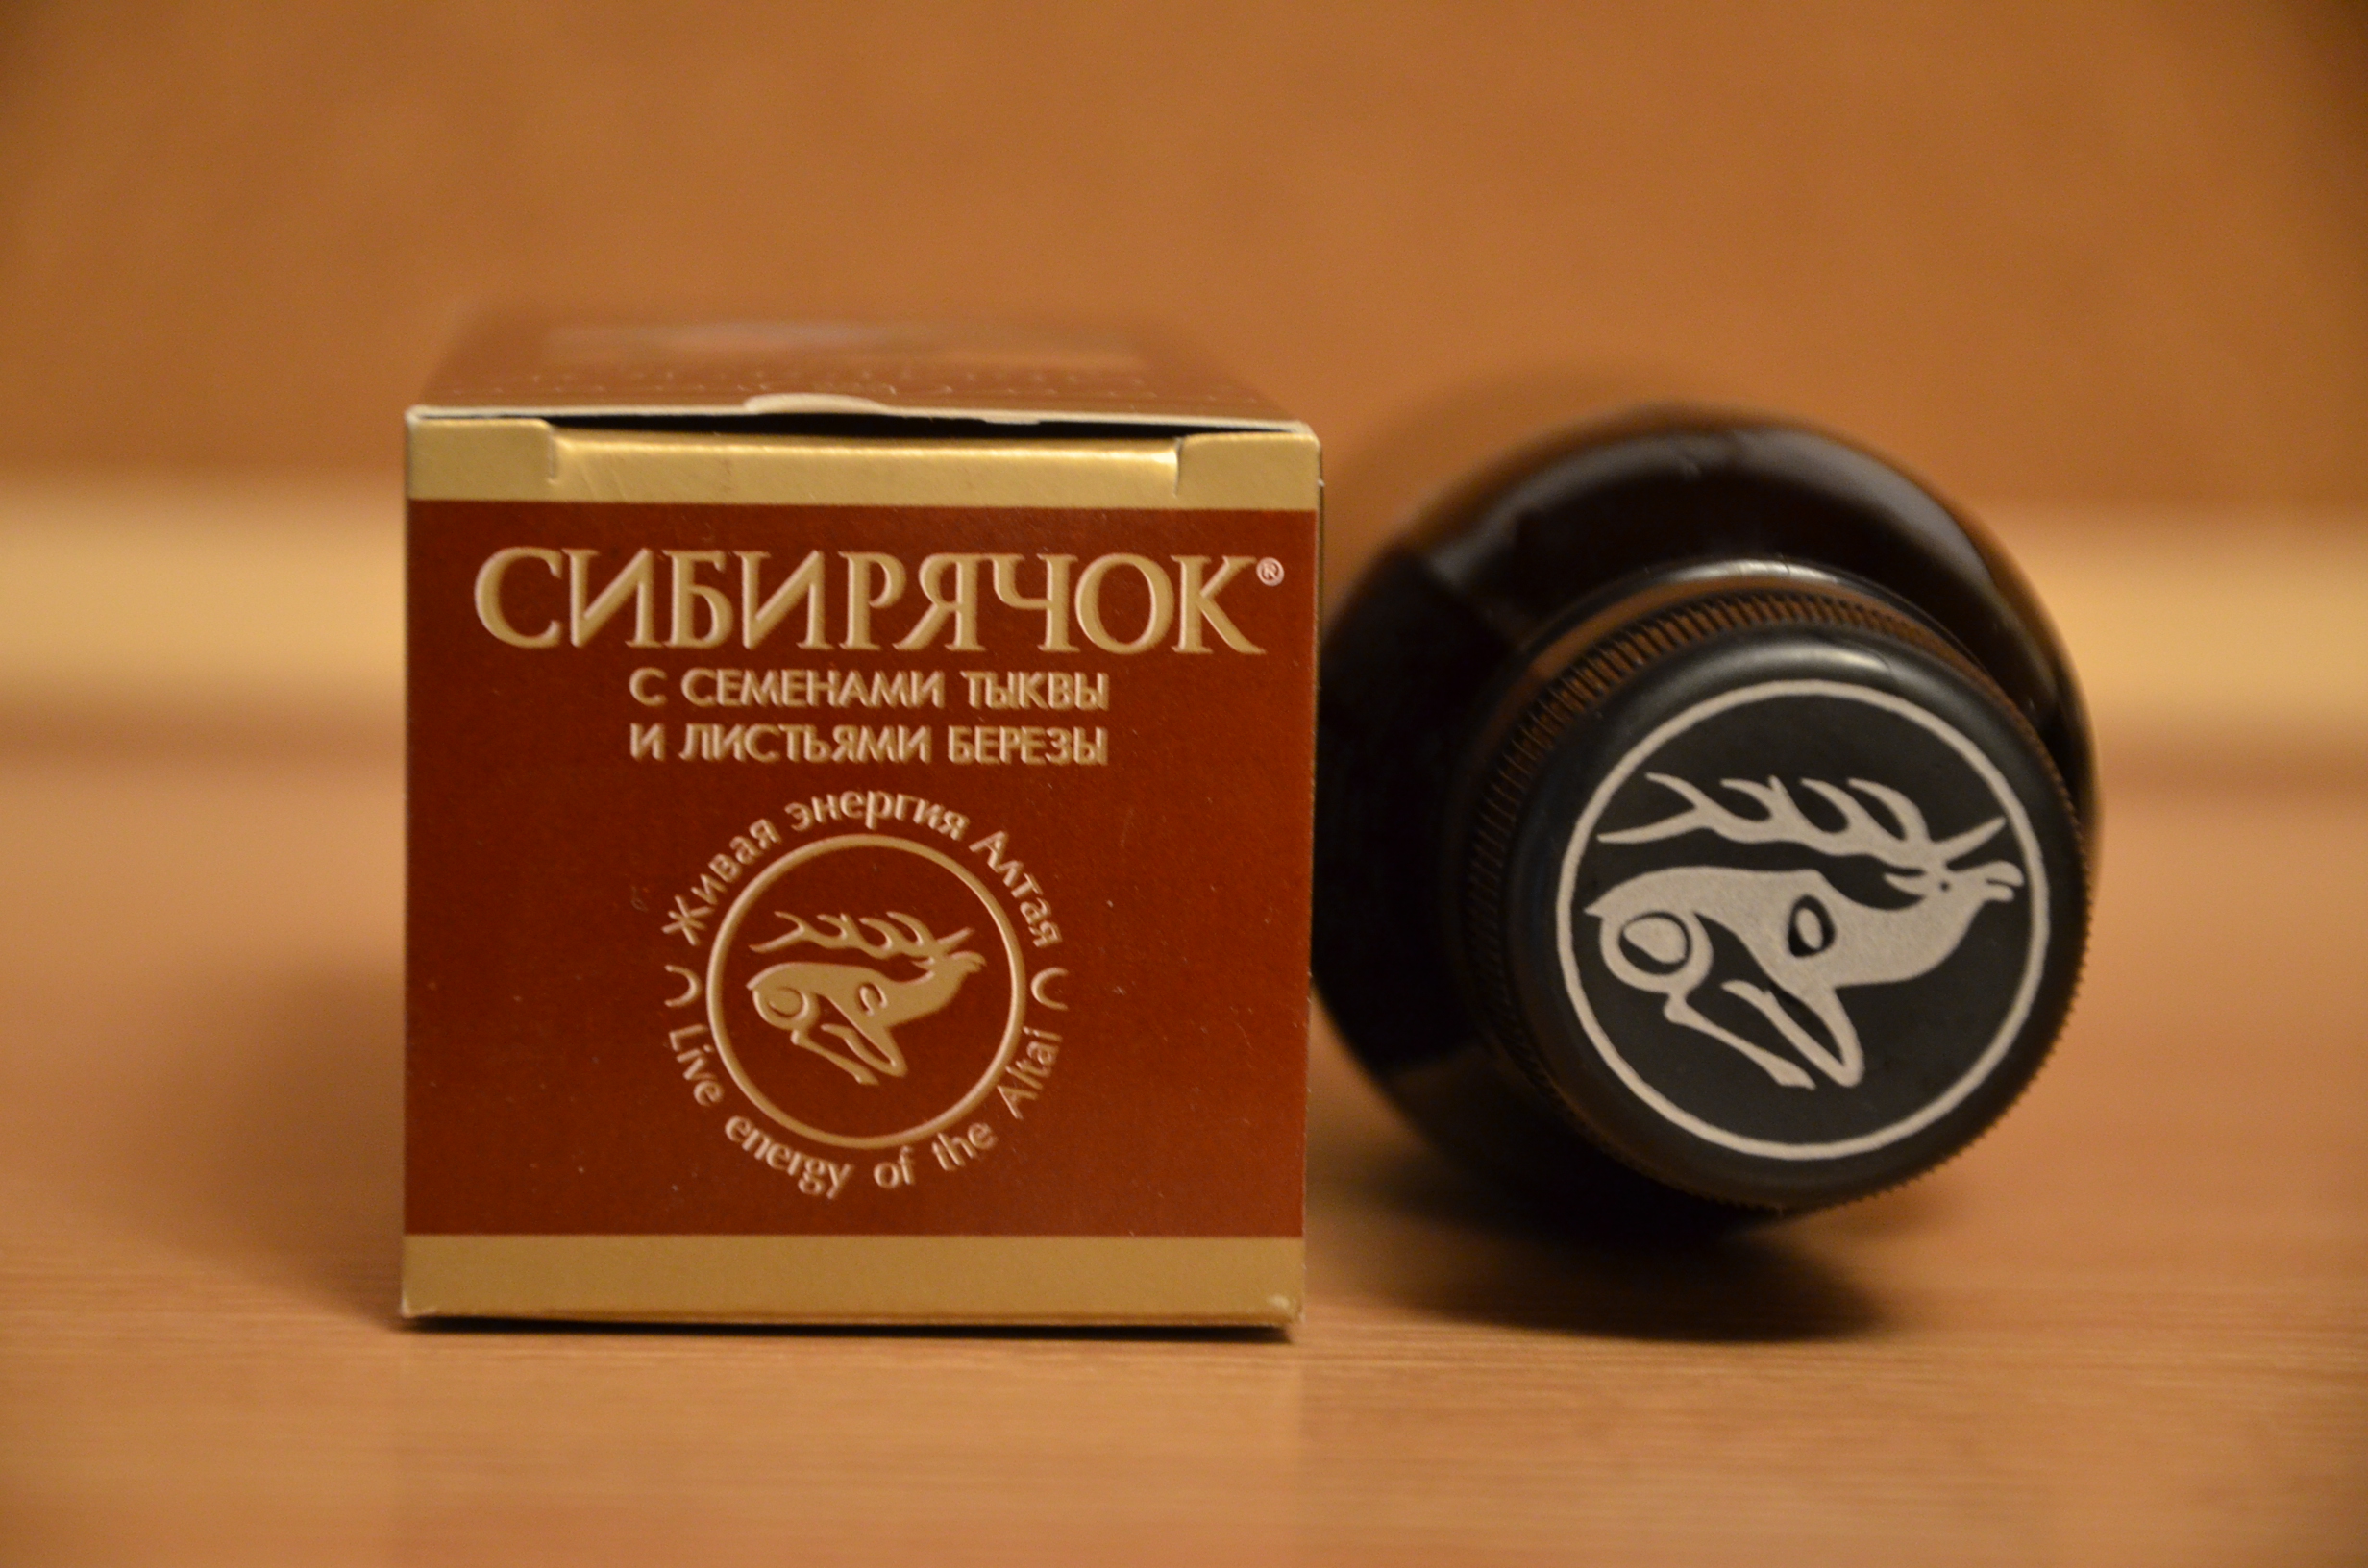 СИБИРЯЧОК®
С СЕМЕНАМИ ТЫКВЫ
И ЛИСТЬЯМИ БЕРЕЗЫ
Живая энергия Алтая
Live energy of the Altai